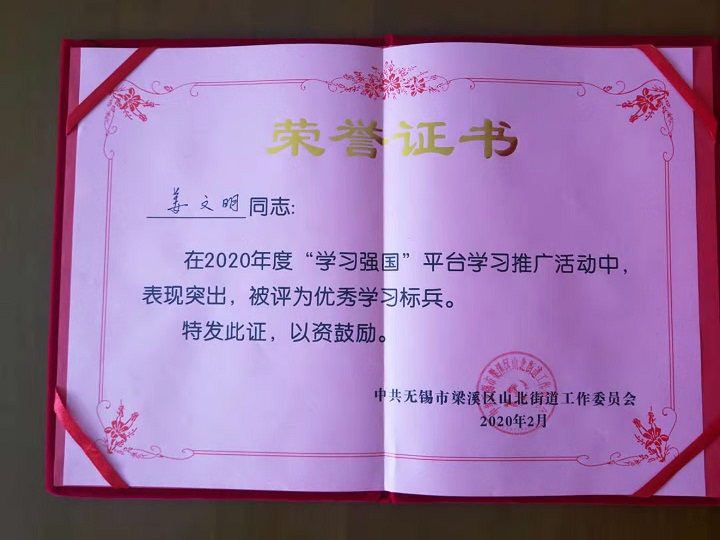 荣誉证书
姜文明同志:
在2020年度“学习强国”平台学习推广活动中，
表现突出，被评为优秀学习标兵。
特发此证，以资鼓励。
中共无锡市梁溪区山北街道工作委员会
2020年2月